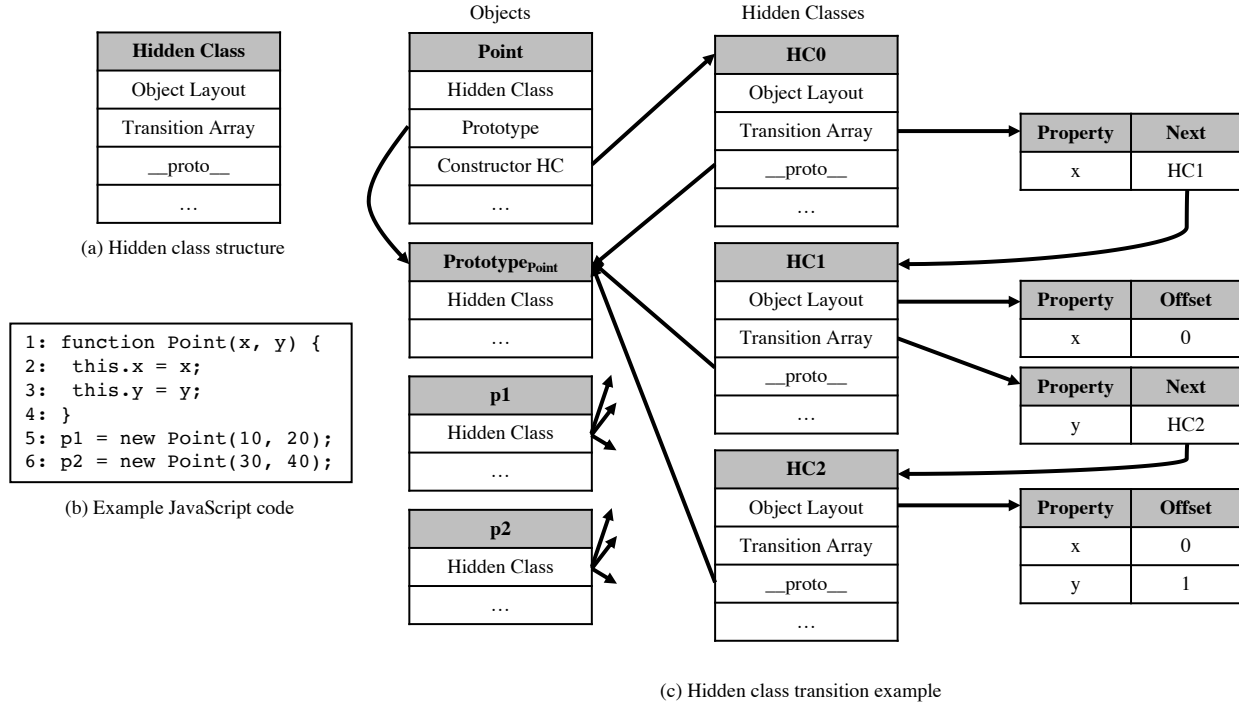 Objects
Hidden Classes
Hidden Class
Object Layout
Transition Array
__proto__
…
(a) Hidden class structure
1: function Point(x, y) {
2:  this.x = x;
3:  this.y = y;
4: }
5: p1 = new Point(10, 20);
6: p2 = new Point(30, 40);
(b) Example JavaScript code
Point
Hidden Class
Prototype
Constructor HC
…
PrototypePoint
Hidden Class
…
p1
Hidden Class
…
p2
Hidden Class
…
HC0
Object Layout
Transition Array
__proto__
…
HC1
Object Layout
Transition Array
__proto__
…
HC2
Object Layout
Transition Array
__proto__
…
Property Next
x HC1
Property Offset
x 0
Property Next
y HC2
Property Offset
x 0
y 1
(c) Hidden class transition example